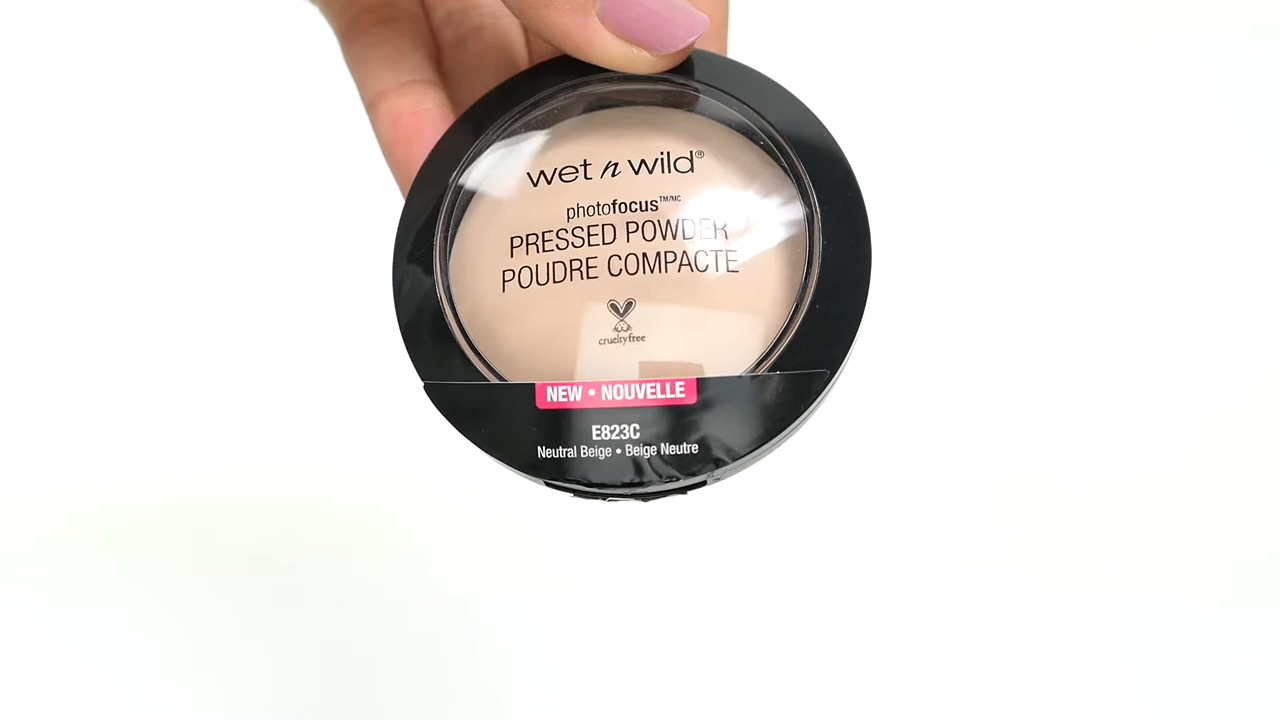 wet n wild®
photofocus™/MC
PRESSED POWDER
POUDRE COMPACTE
crueltyfree
NEW • NOUVELLE
E823C
Neutral Beige • Beige Neutre